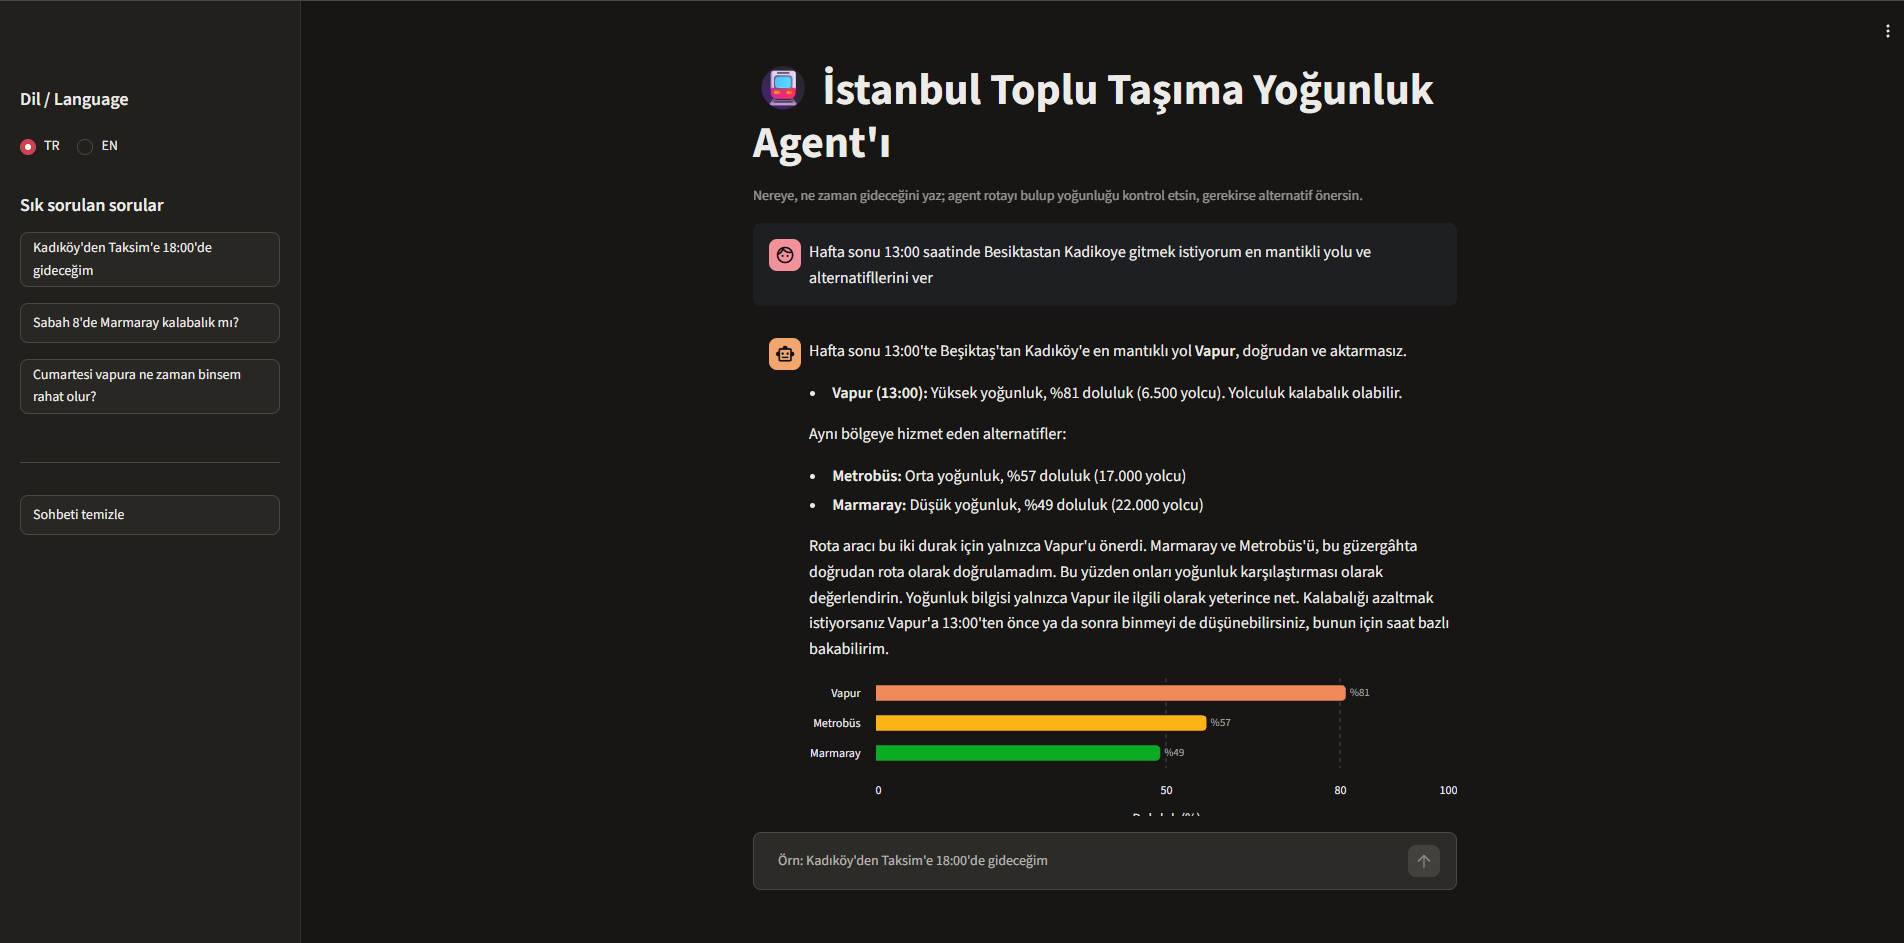 Dil / Language
TR
EN
Sık sorulan sorular
Kadıköy'den Taksim'e 18:00'de
gideceğim
Sabah 8'de Marmaray kalabalık mı?
Cumartesi vapura ne zaman binsem
rahat olur?
Sohbeti temizle
İstanbul Toplu Taşıma Yoğunluk
Agent'ı
Nereye, ne zaman gideceğini yaz; agent rotayı bulup yoğunluğu kontrol etsin, gerekirse alternatif önersin.
Hafta sonu 13:00 saatinde Besiktastan Kadikoye gitmek istiyorum en mantikli yolu ve
alternatifllerini ver
Hafta sonu 13:00'te Beşiktaş'tan Kadıköy'e en mantıklı yol Vapur, doğrudan ve aktarmasız.
Vapur (13:00): Yüksek yoğunluk, %81 doluluk (6.500 yolcu). Yolculuk kalabalık olabilir.
Aynı bölgeye hizmet eden alternatifler:
Metrobüs: Orta yoğunluk, %57 doluluk (17.000 yolcu)
Marmaray: Düşük yoğunluk, %49 doluluk (22.000 yolcu)
Rota aracı bu iki durak için yalnızca Vapur'u önerdi. Marmaray ve Metrobüs'ü, bu güzergâhta
doğrudan rota olarak doğrulamadım. Bu yüzden onları yoğunluk karşılaştırması olarak
değerlendirin. Yoğunluk bilgisi yalnızca Vapur ile ilgili olarak yeterince net. Kalabalığı azaltmak
istiyorsanız Vapur'a 13:00'ten önce ya da sonra binmeyi de düşünebilirsiniz, bunun için saat bazlı
bakabilirim.
Vapur %81
Metrobüs %57
Marmaray %49
0 50 80 100
Örn: Kadıköy'den Taksim'e 18:00'de gideceğim